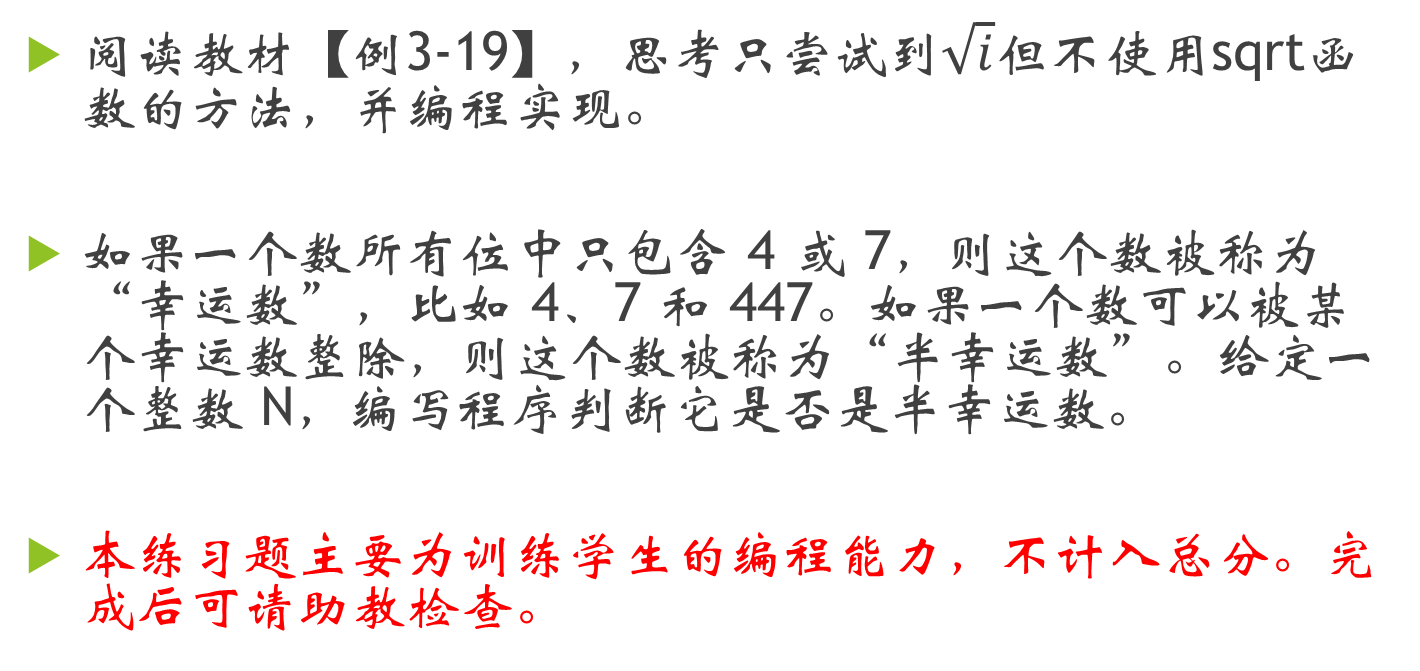 阅读教材【例3-19】，思考只尝试到√i但不使用sqrt函
数的方法，并编程实现。
如果一个数所有位中只包含 4 或 7，则这个数被称为
“幸运数”，比如 4、7 和 447。如果一个数可以被某
个幸运数整除，则这个数被称为“半幸运数”。给定一
个整数 N，编写程序判断它是否是半幸运数。
本练习题主要为训练学生的编程能力，不计入总分。完
成后可请助教检查。